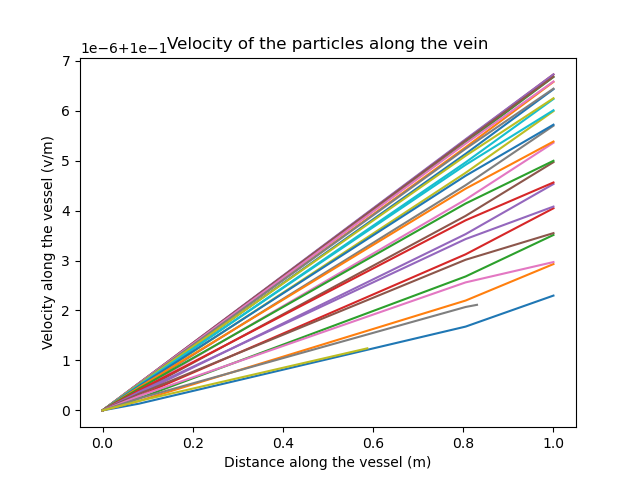 1e−6+1e−1
Velocity of the particles along the vein
7
6
5
4
3
2
1
0
Velocity along the vessel (v/m)
0.0 0.2 0.4 0.6 0.8 1.0
Distance along the vessel (m)